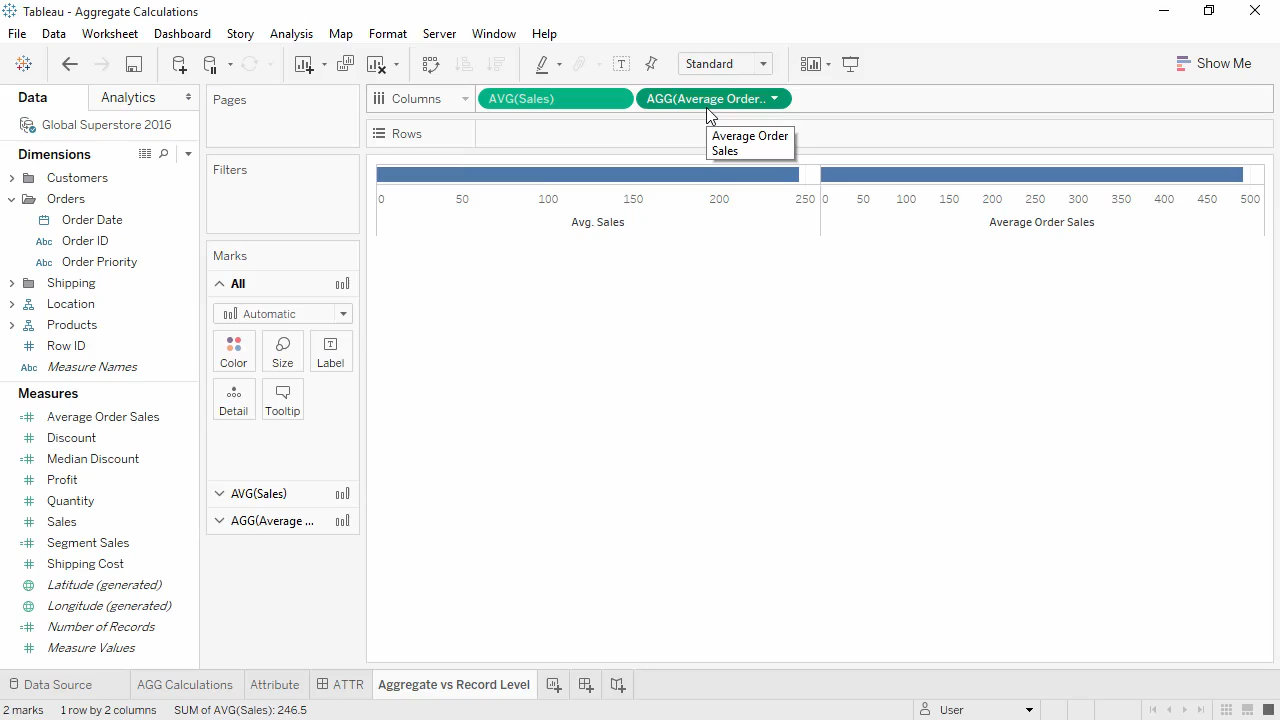 Tableau - Aggregate Calculations
File Data Worksheet Dashboard Story Analysis Map Format Server Window Help
Standard
Show Me
Data
Analytics
Global Superstore 2016
Dimensions
Customers
Orders
Order Date
Abc Order ID
Abc Order Priority
Shipping
Location
Products
Row ID
Abc Measure Names
Measures
Average Order Sales
Discount
Median Discount
Profit
Quantity
Sales
Segment Sales
Shipping Cost
Latitude (generated)
Longitude (generated)
Number of Records
Measure Values
Pages
Filters
Marks
All
Automatic
Color Size Label
Detail Tooltip
AVG(Sales)
AGG(Average ...
Columns AVG(Sales) AGG(Average Order..
Rows
Average Order
Sales
0 50 100 150 200 250
Avg. Sales
0 50 100 150 200 250 300 350 400 450 500
Average Order Sales
Data Source AGG Calculations Attribute ATTR Aggregate vs Record Level
2 marks 1 row by 2 columns SUM of AVG(Sales): 246.5 User